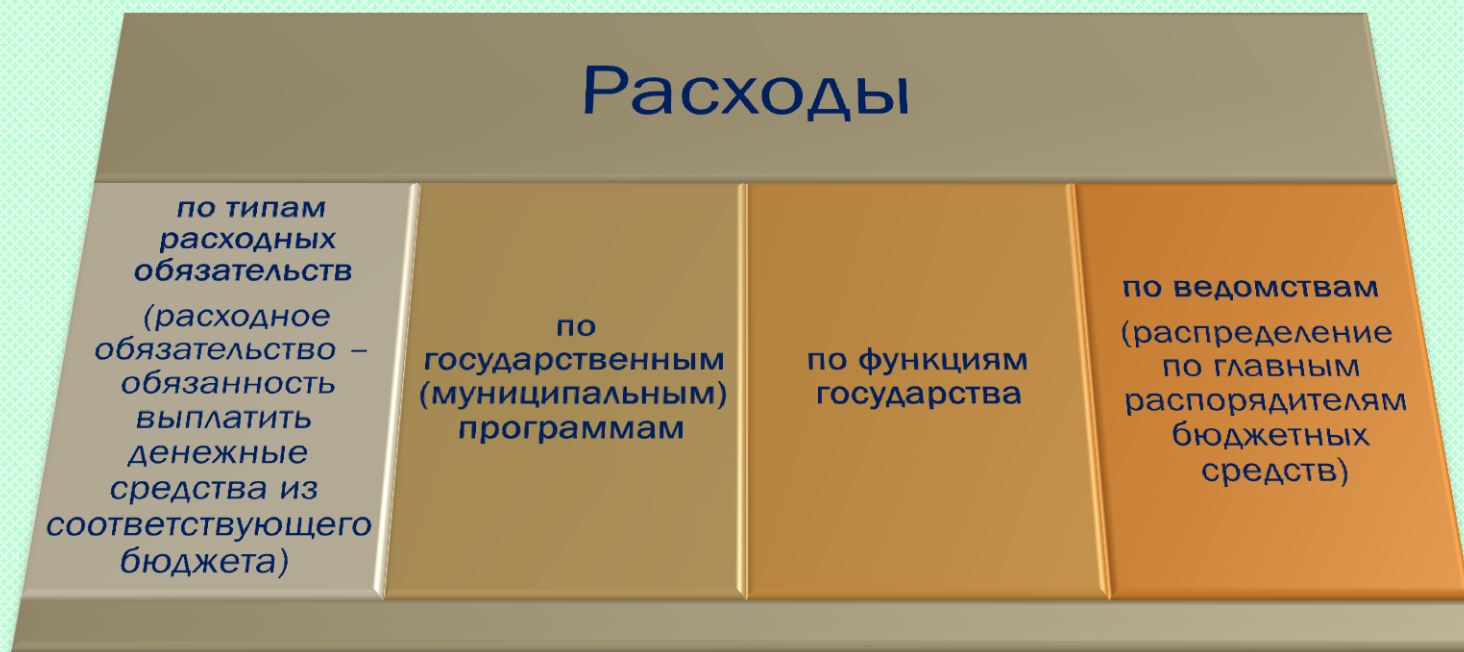 Расходы
по типам
расходных
обязательств
(расходное
обязательство –
обязанность
выплатить
денежные
средства из
соответствующего
бюджета)
по
государственным
(муниципальным)
программам
по функциям
государства
по ведомствам
(распределение
по главным
распорядителям
бюджетных
средств)